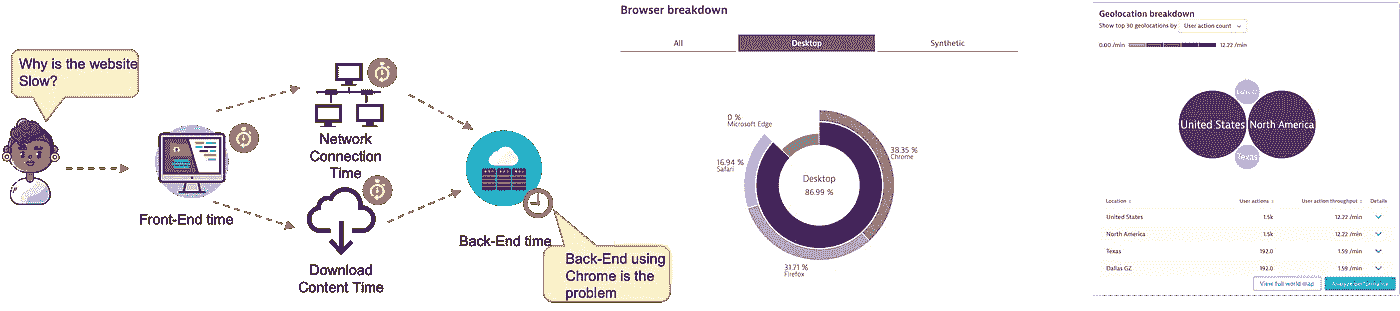 Why is the website
Slow?
Front-End time
Network
Connection
Time
Download
Content Time
Back-End time
Back-End using
Chrome is the
problem
Browser breakdown
All
Desktop
Synthetic
0 %
Microsoft Edge
16.94 %
Safari
38.35 %
Chrome
Desktop
86.99 %
31.71 %
Firefox
Geolocation breakdown
Show top 30 geolocations by User action count
0.00 /min 12.22 /min
United States
North America
Texas
Location User actions User action throughput Details
United States 1.5k 12.22 /min
North America 1.5k 12.22 /min
Texas 192.0 1.59 /min
Dallas GZ 192.0 1.59 /min
View full world map